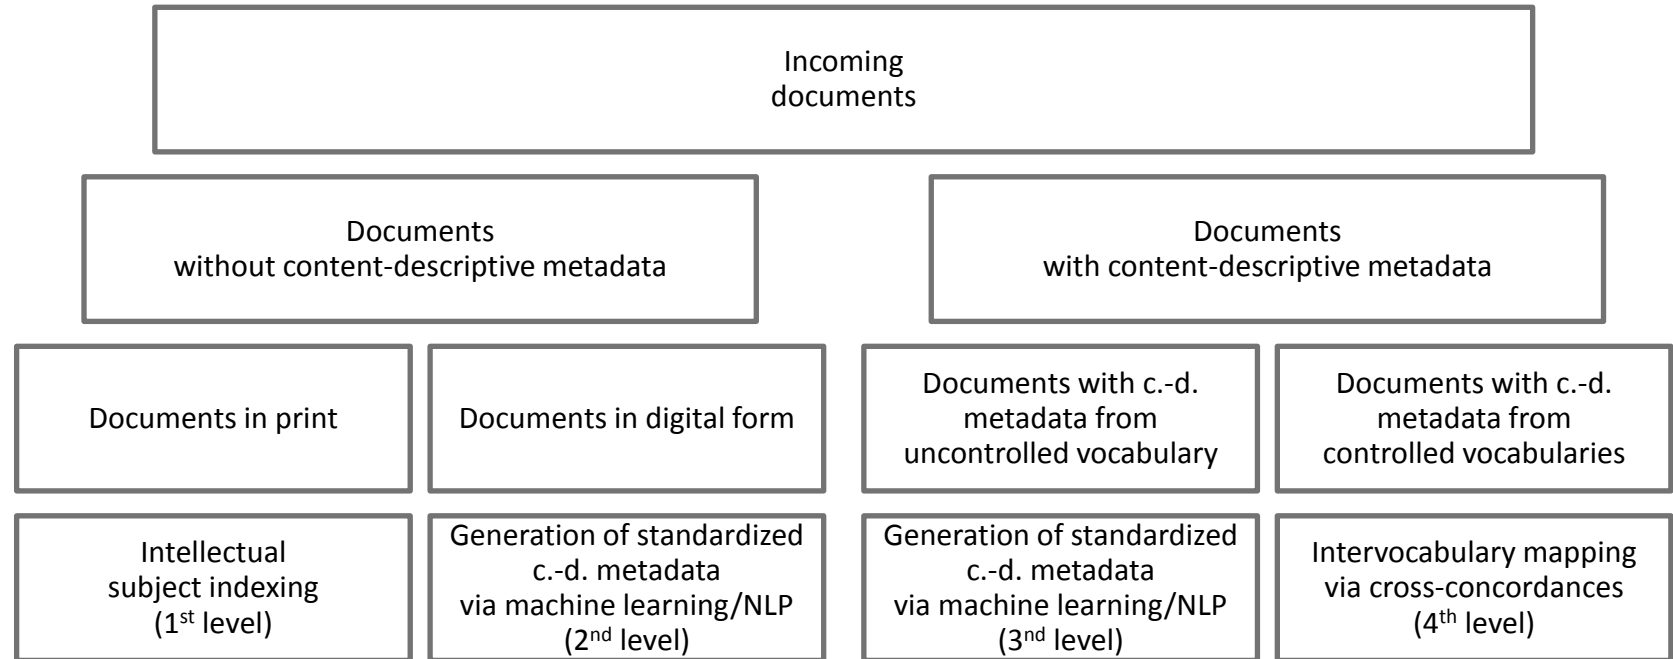 Incoming
documents
Documents
without content-descriptive metadata
Documents
with content-descriptive metadata
Documents in print
Documents in digital form
Documents with c.-d.
metadata from
uncontrolled vocabulary
Documents with c.-d.
metadata from
controlled vocabularies
Intellectual
subject indexing
(1st level)
Generation of standardized
c.-d. metadata
via machine learning/NLP
(2nd level)
Generation of standardized
c.-d. metadata
via machine learning/NLP
(3nd level)
Intervocabulary mapping
via cross-concordances
(4th level)